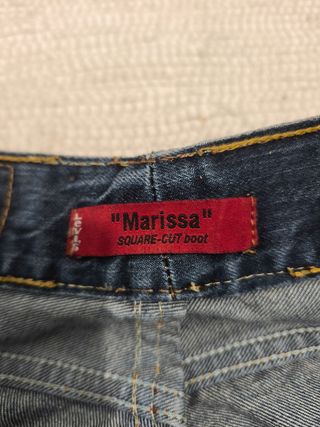 LEVI'S
"Marissa"
SQUARE-CUT boot